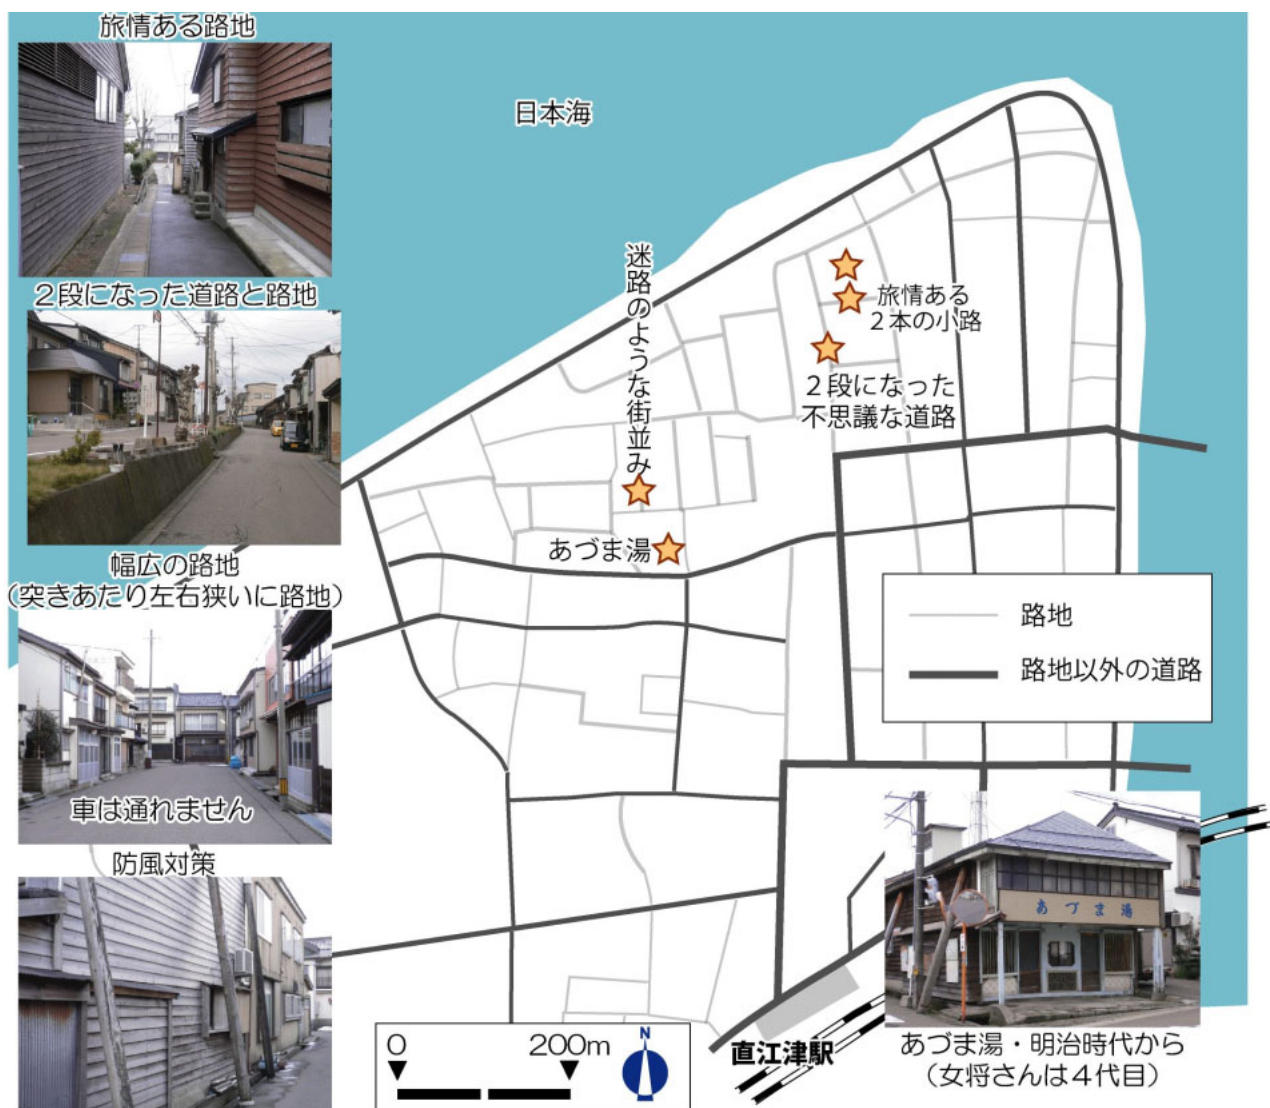 旅情ある路地
２段になった道路と路地
幅広の路地
（突きあたり左右狭いに路地）
車は通れません
防風対策
日本海
迷路のような街並み
旅情ある
２本の小路
２段になった
不思議な道路
あづま湯
路地
路地以外の道路
0 200m
N
直江津駅
あづま湯
あづま湯・明治時代から
（女将さんは４代目）